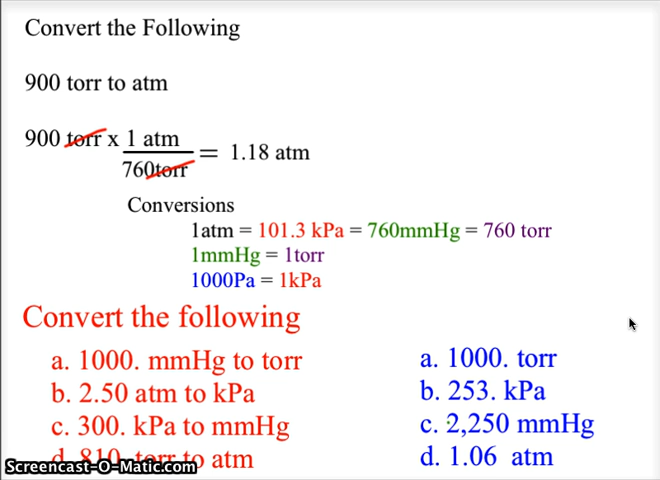 Convert the Following
900 torr to atm
900 torr x 1 atm
760torr
= 1.18 atm
Conversions
1atm = 101.3 kPa = 760mmHg = 760 torr
1mmHg = 1torr
1000Pa = 1kPa
Convert the following
a. 1000. mmHg to torr
b. 2.50 atm to kPa
c. 300. kPa to mmHg
d. 810. torr to atm
a. 1000. torr
b. 253. kPa
c. 2,250 mmHg
d. 1.06 atm
Screencast-O-Matic.com